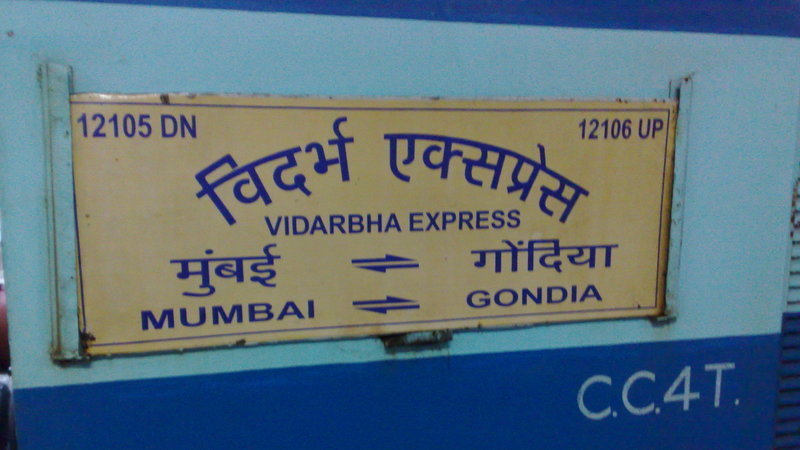 12105 DN 12106 UP
विदर्भ एक्सप्रेस
VIDARBHA EXPRESS
मुंबई ⇌ गोंदिया
MUMBAI ⇌ GONDIA
C.C.4T.